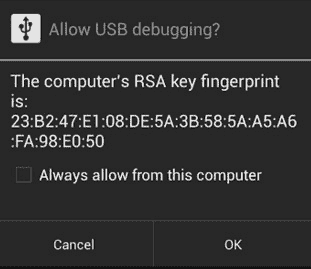 Allow USB debugging?
The computer's RSA key fingerprint
is:
23:B2:47:E1:08:DE:5A:3B:58:5A:A5:A6
:FA:98:E0:50
Always allow from this computer
Cancel
OK